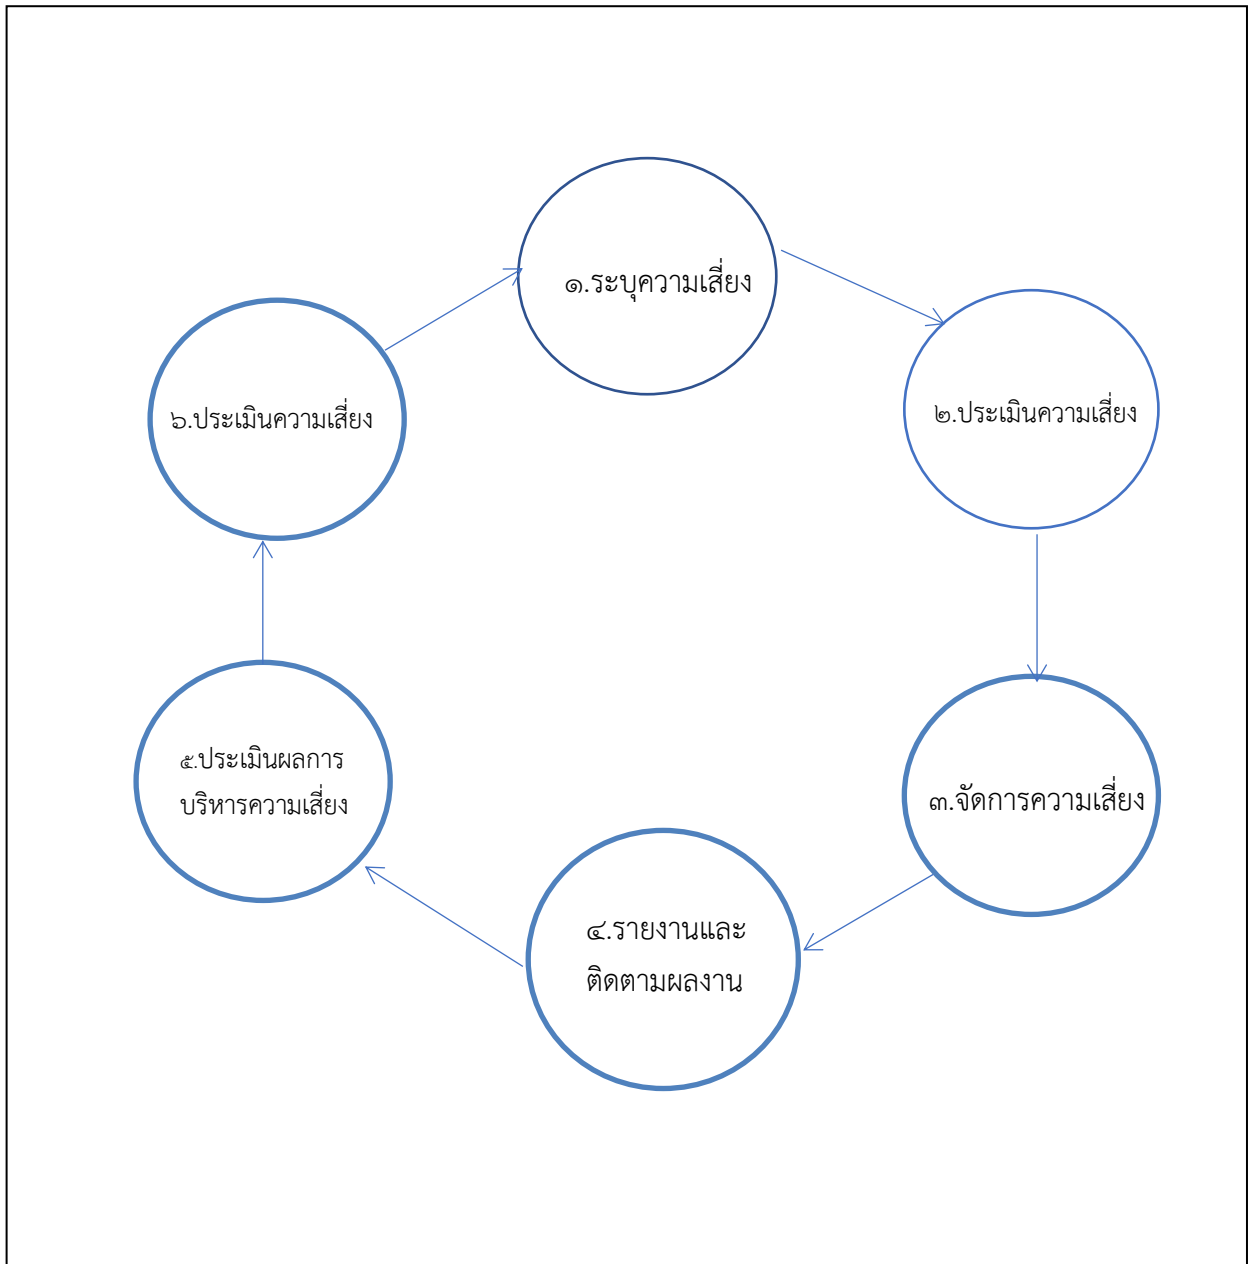 ๑.ระบุความเสี่ยง
๒.ประเมินความเสี่ยง
๓.จัดการความเสี่ยง
๔.รายงานและ
ติดตามผลงาน
๕.ประเมินผลการ
บริหารความเสี่ยง
๖.ประเมินความเสี่ยง